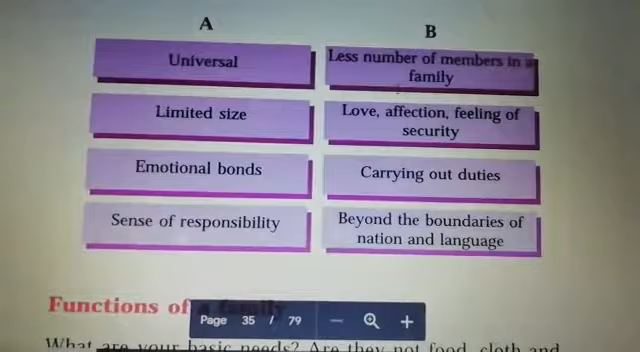 A
B
Universal
Less number of members in a
family
Limited size
Love, affection, feeling of
security
Emotional bonds
Carrying out duties
Sense of responsibility
Beyond the boundaries of
nation and language
Functions of a family
Page 35 / 79
What are your basic needs? Are they not food, cloth and